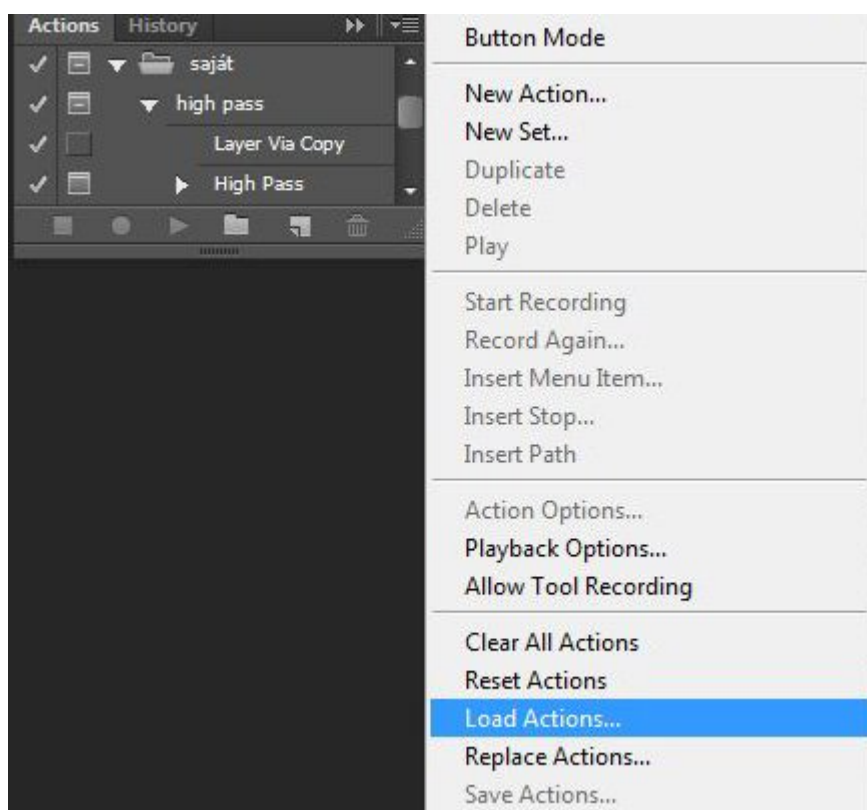 Actions History
saját
high pass
Layer Via Copy
High Pass
Button Mode
New Action...
New Set...
Duplicate
Delete
Play
Start Recording
Record Again...
Insert Menu Item...
Insert Stop...
Insert Path
Action Options...
Playback Options...
Allow Tool Recording
Clear All Actions
Reset Actions
Load Actions...
Replace Actions...
Save Actions...